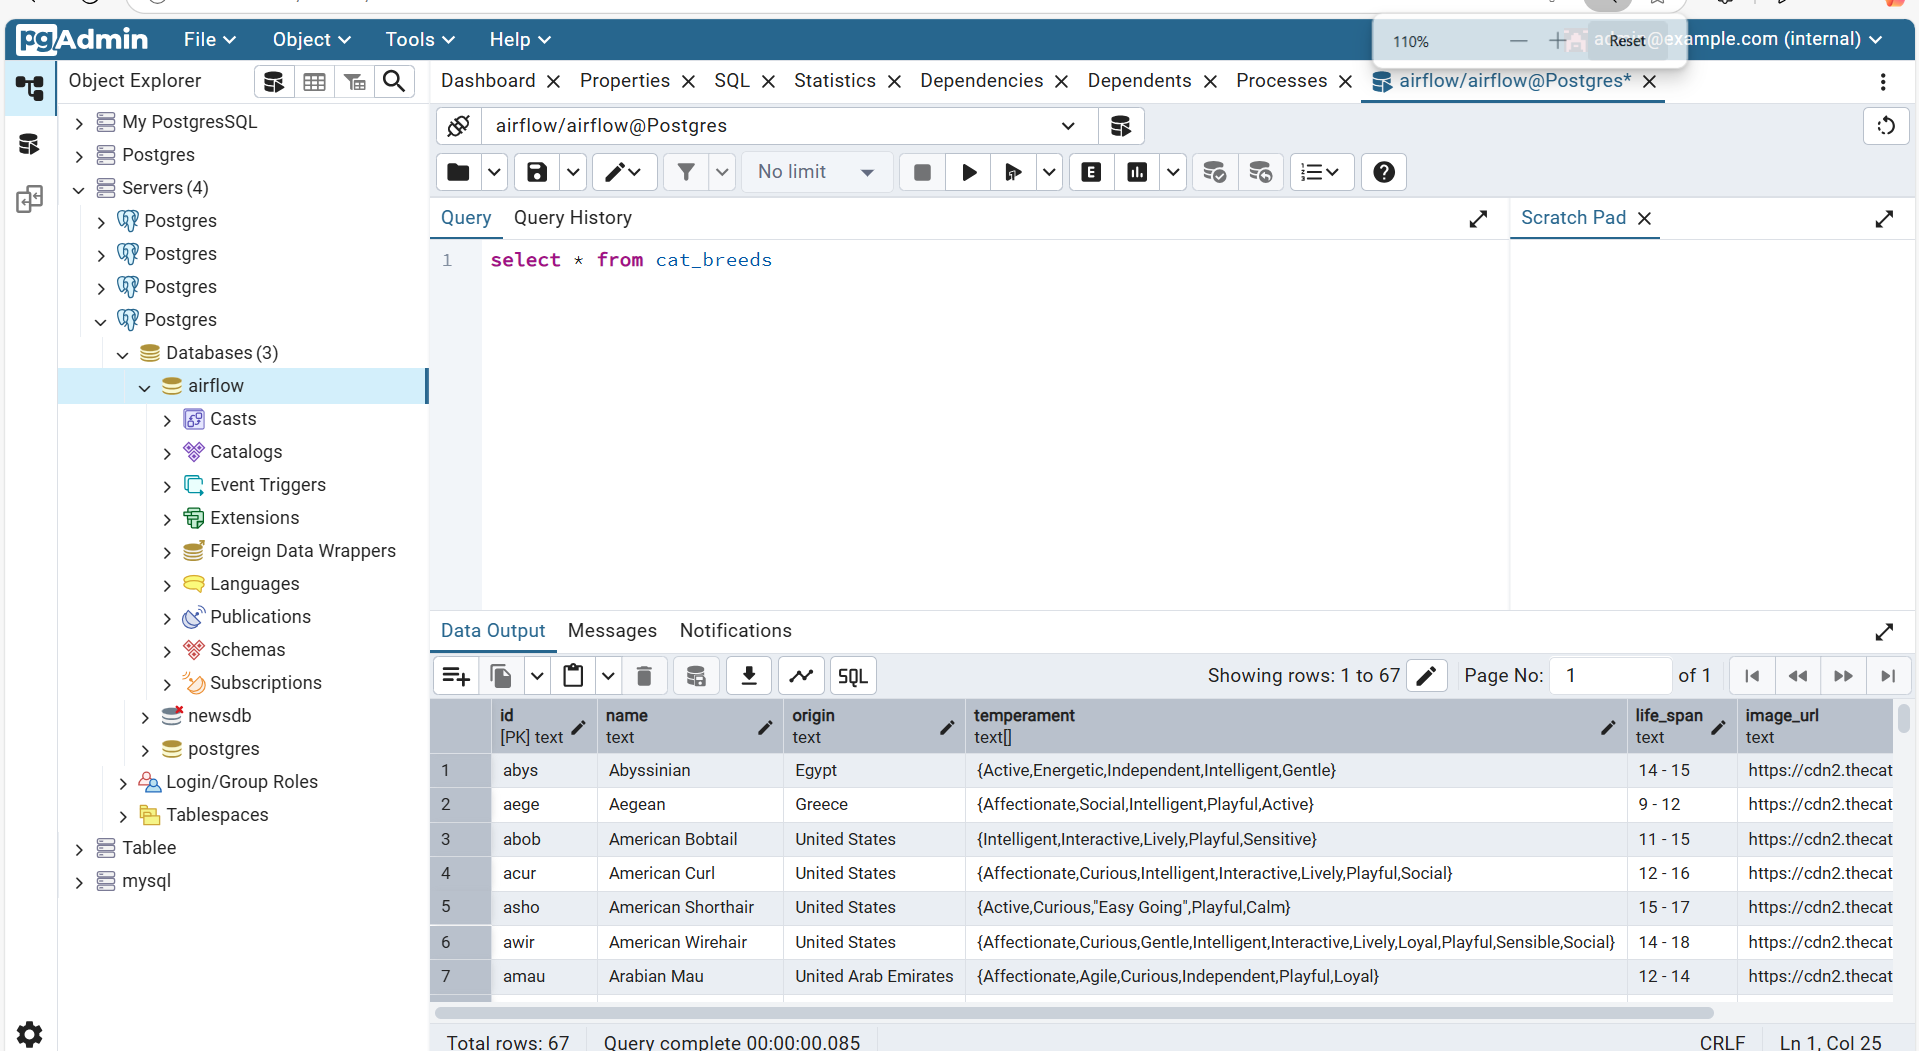 pgAdmin File Object Tools Help 110% Reset example.com (internal)
Object Explorer
Dashboard Properties SQL Statistics Dependencies Dependents Processes airflow/airflow@Postgres*
My PostgresSQL
Postgres
Servers (4)
Postgres
Postgres
Postgres
Postgres
Databases (3)
airflow
Casts
Catalogs
Event Triggers
Extensions
Foreign Data Wrappers
Languages
Publications
Schemas
Subscriptions
newsdb
postgres
Login/Group Roles
Tablespaces
Tablee
mysql
airflow/airflow@Postgres
No limit E
Query Query History
Scratch Pad
1 select * from cat_breeds
Data Output Messages Notifications
SQL Showing rows: 1 to 67 Page No: 1 of 1
id name origin temperament life_span image_url
[PK] text text text text[] text text
1 abys Abyssinian Egypt {Active,Energetic,Independent,Intelligent,Gentle} 14 - 15 https://cdn2.thecat
2 aege Aegean Greece {Affectionate,Social,Intelligent,Playful,Active} 9 - 12 https://cdn2.thecat
3 abob American Bobtail United States {Intelligent,Interactive,Lively,Playful,Sensitive} 11 - 15 https://cdn2.thecat
4 acur American Curl United States {Affectionate,Curious,Intelligent,Interactive,Lively,Playful,Social} 12 - 16 https://cdn2.thecat
5 asho American Shorthair United States {Active,Curious,"Easy Going",Playful,Calm} 15 - 17 https://cdn2.thecat
6 awir American Wirehair United States {Affectionate,Curious,Gentle,Intelligent,Interactive,Lively,Loyal,Playful,Sensible,Social} 14 - 18 https://cdn2.thecat
7 amau Arabian Mau United Arab Emirates {Affectionate,Agile,Curious,Independent,Playful,Loyal} 12 - 14 https://cdn2.thecat
Total rows: 67 Query complete 00:00:00.085 CRLF Ln 1, Col 25